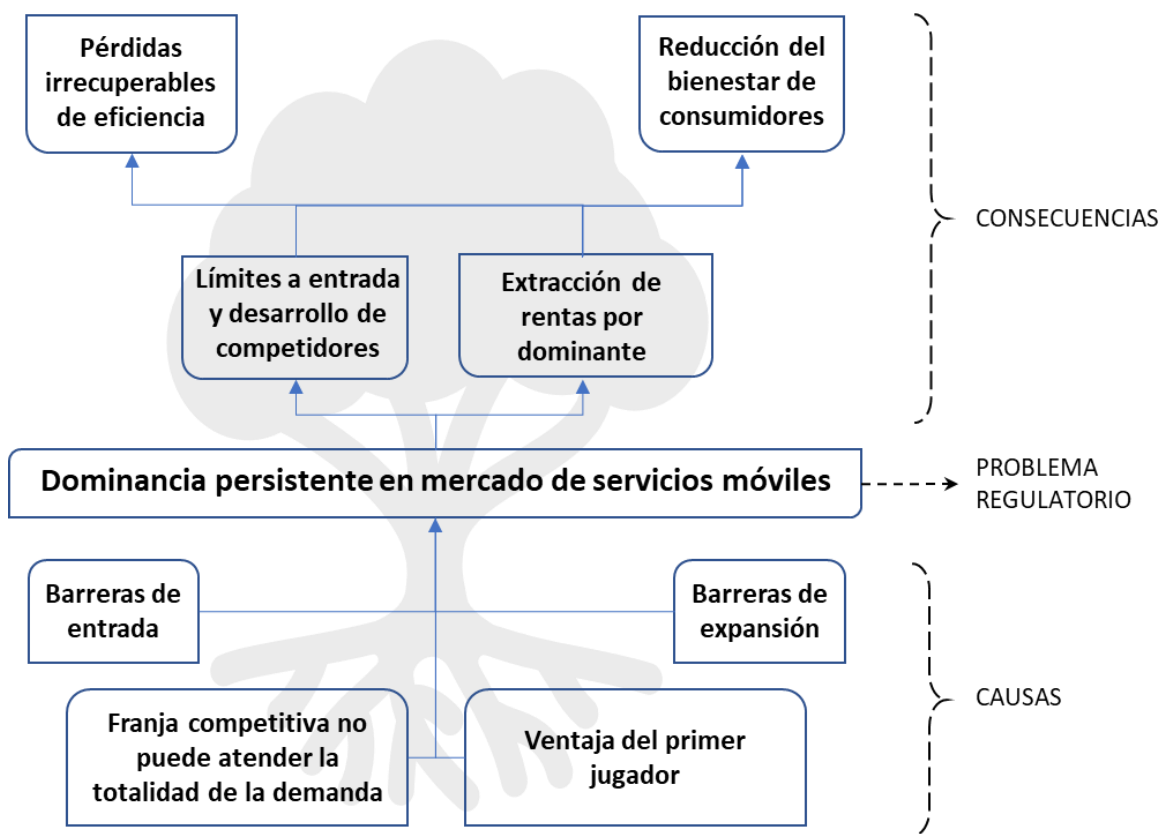 Pérdidas
irrecuperables
de eficiencia
Reducción del
bienestar de
consumidores
CONSECUENCIAS
Límites a entrada
y desarrollo de
competidores
Extracción de
rentas por
dominante
Dominancia persistente en mercado de servicios móviles
PROBLEMA
REGULATORIO
Barreras de
entrada
Barreras de
expansión
CAUSAS
Franja competitiva no
puede atender la
totalidad de la demanda
Ventaja del primer
jugador